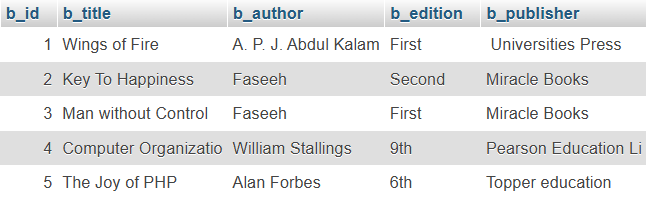 b_id b_title b_author b_edition b_publisher
1 Wings of Fire A. P. J. Abdul Kalam First Universities Press
2 Key To Happiness Faseeh Second Miracle Books
3 Man without Control Faseeh First Miracle Books
4 Computer Organizatio William Stallings 9th Pearson Education Li
5 The Joy of PHP Alan Forbes 6th Topper education